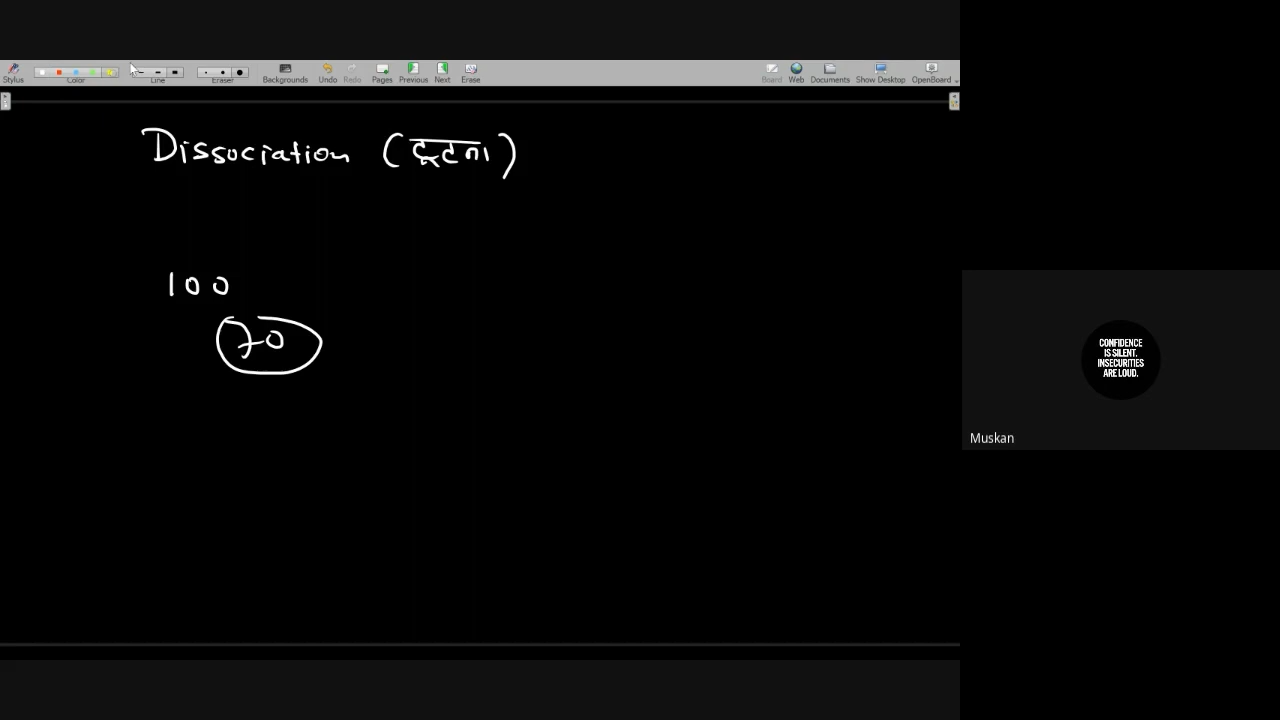 Stylus
Color
Line
Eraser
Backgrounds
Undo
Redo
Pages
Previous
Next
Erase
Board
Web
Documents
Show Desktop
OpenBoard
Dissociation (टूटना)
100
70
CONFIDENCE
IS SILENT.
INSECURITIES
ARE LOUD.
Muskan